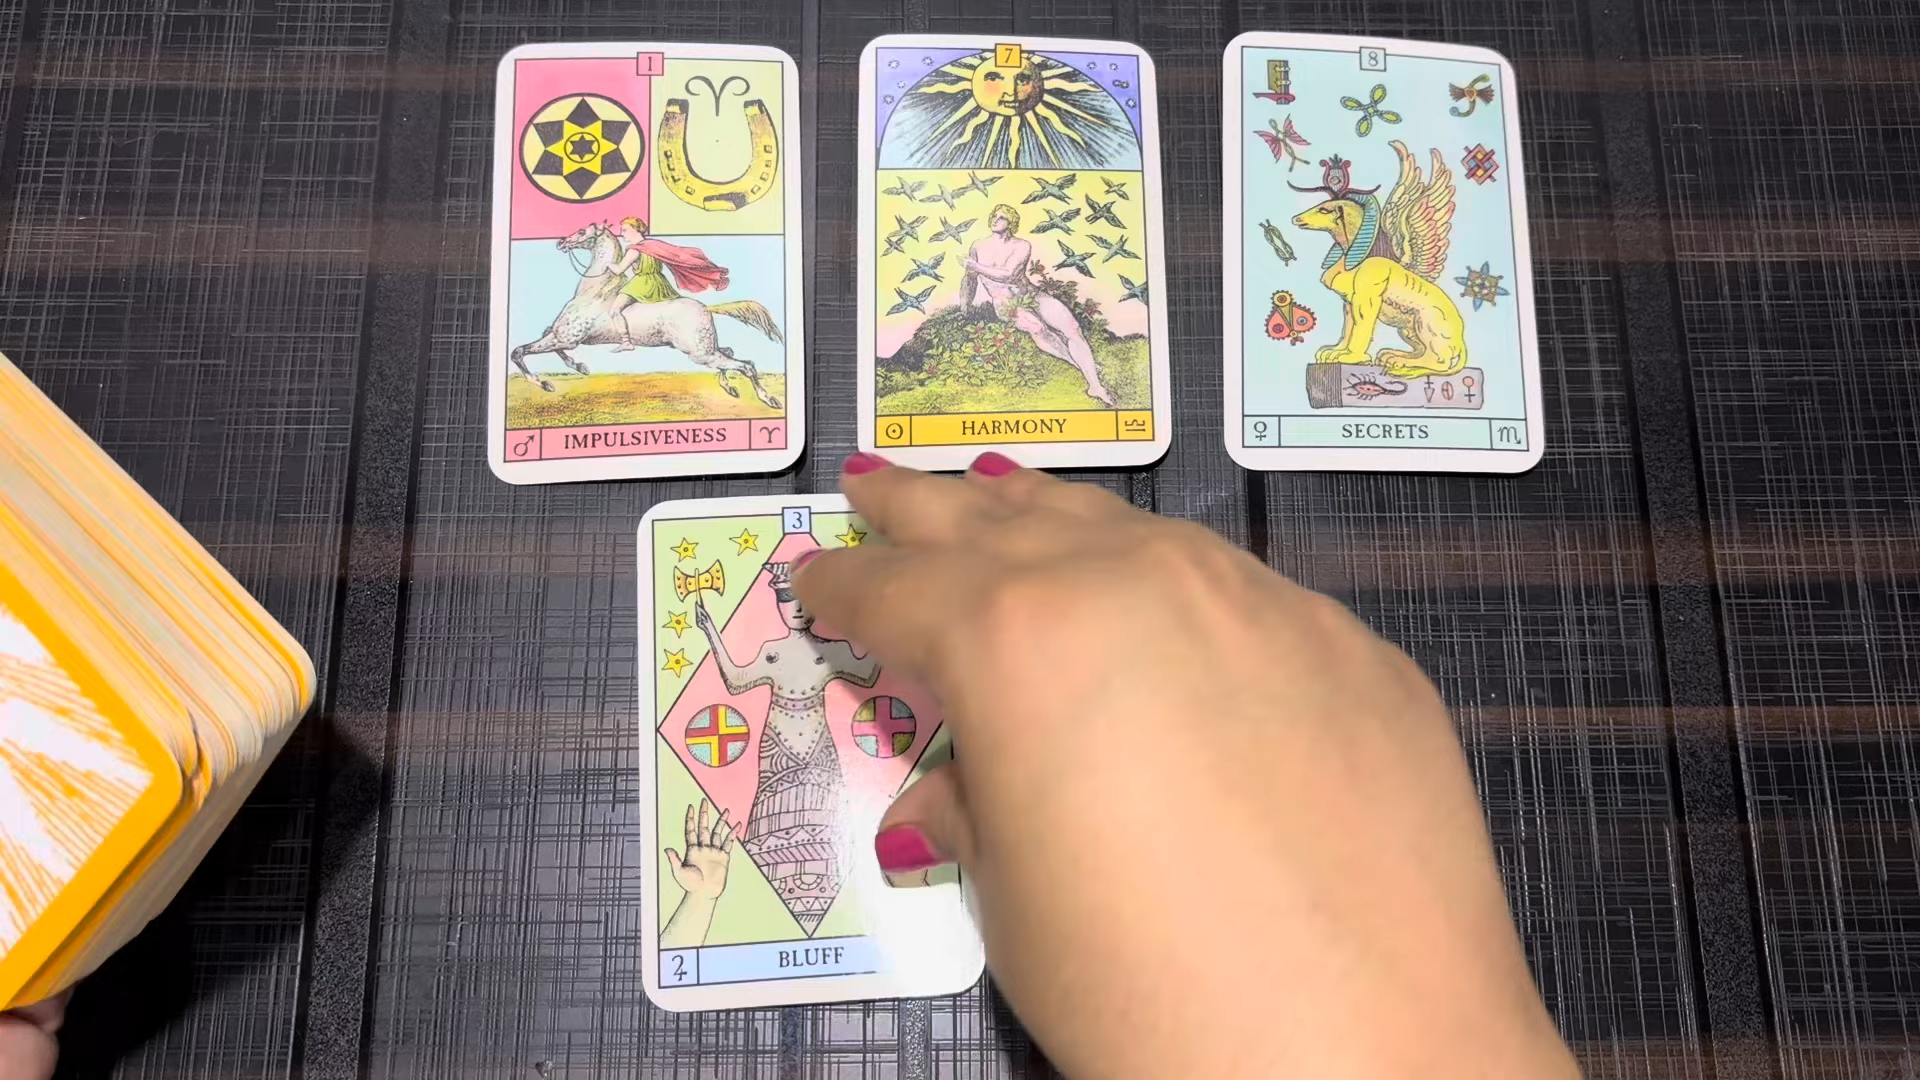 1
IMPULSIVENESS
♂
♈
7
HARMONY
☉
♎
8
SECRETS
♀
♏
3
BLUFF